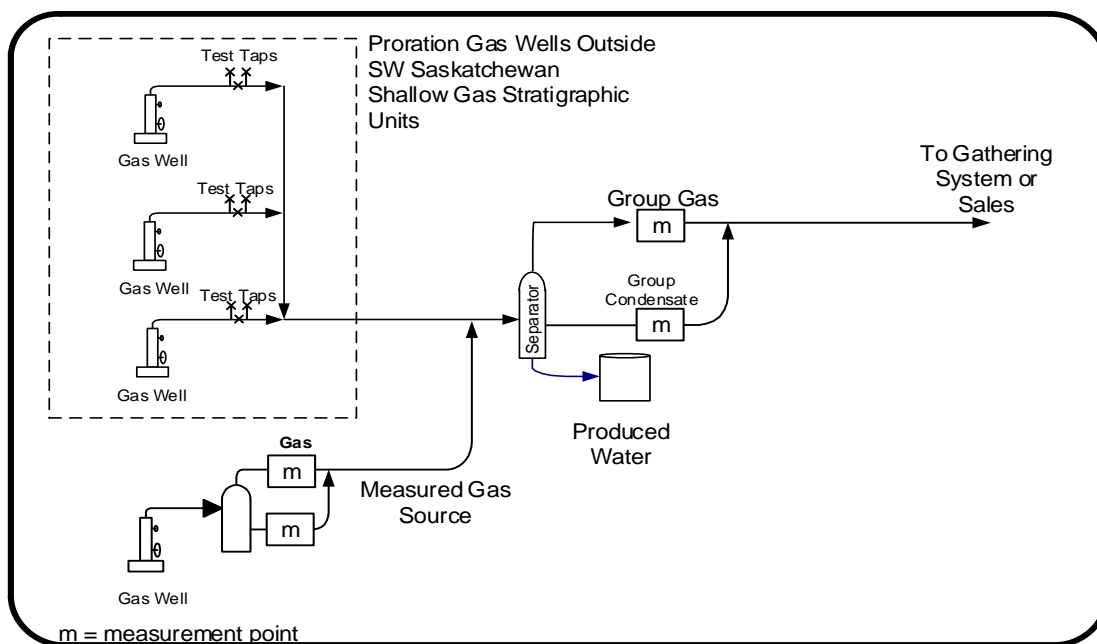 Proration Gas Wells Outside
SW Saskatchewan
Shallow Gas Stratigraphic
Units
Test Taps
Gas Well
Test Taps
Gas Well
Test Taps
Gas Well
To Gathering
System or
Sales
Group Gas
m
Group
Condensate
m
Separator
Produced
Water
Gas
m
Measured Gas
Source
m
Gas Well
m = measurement point